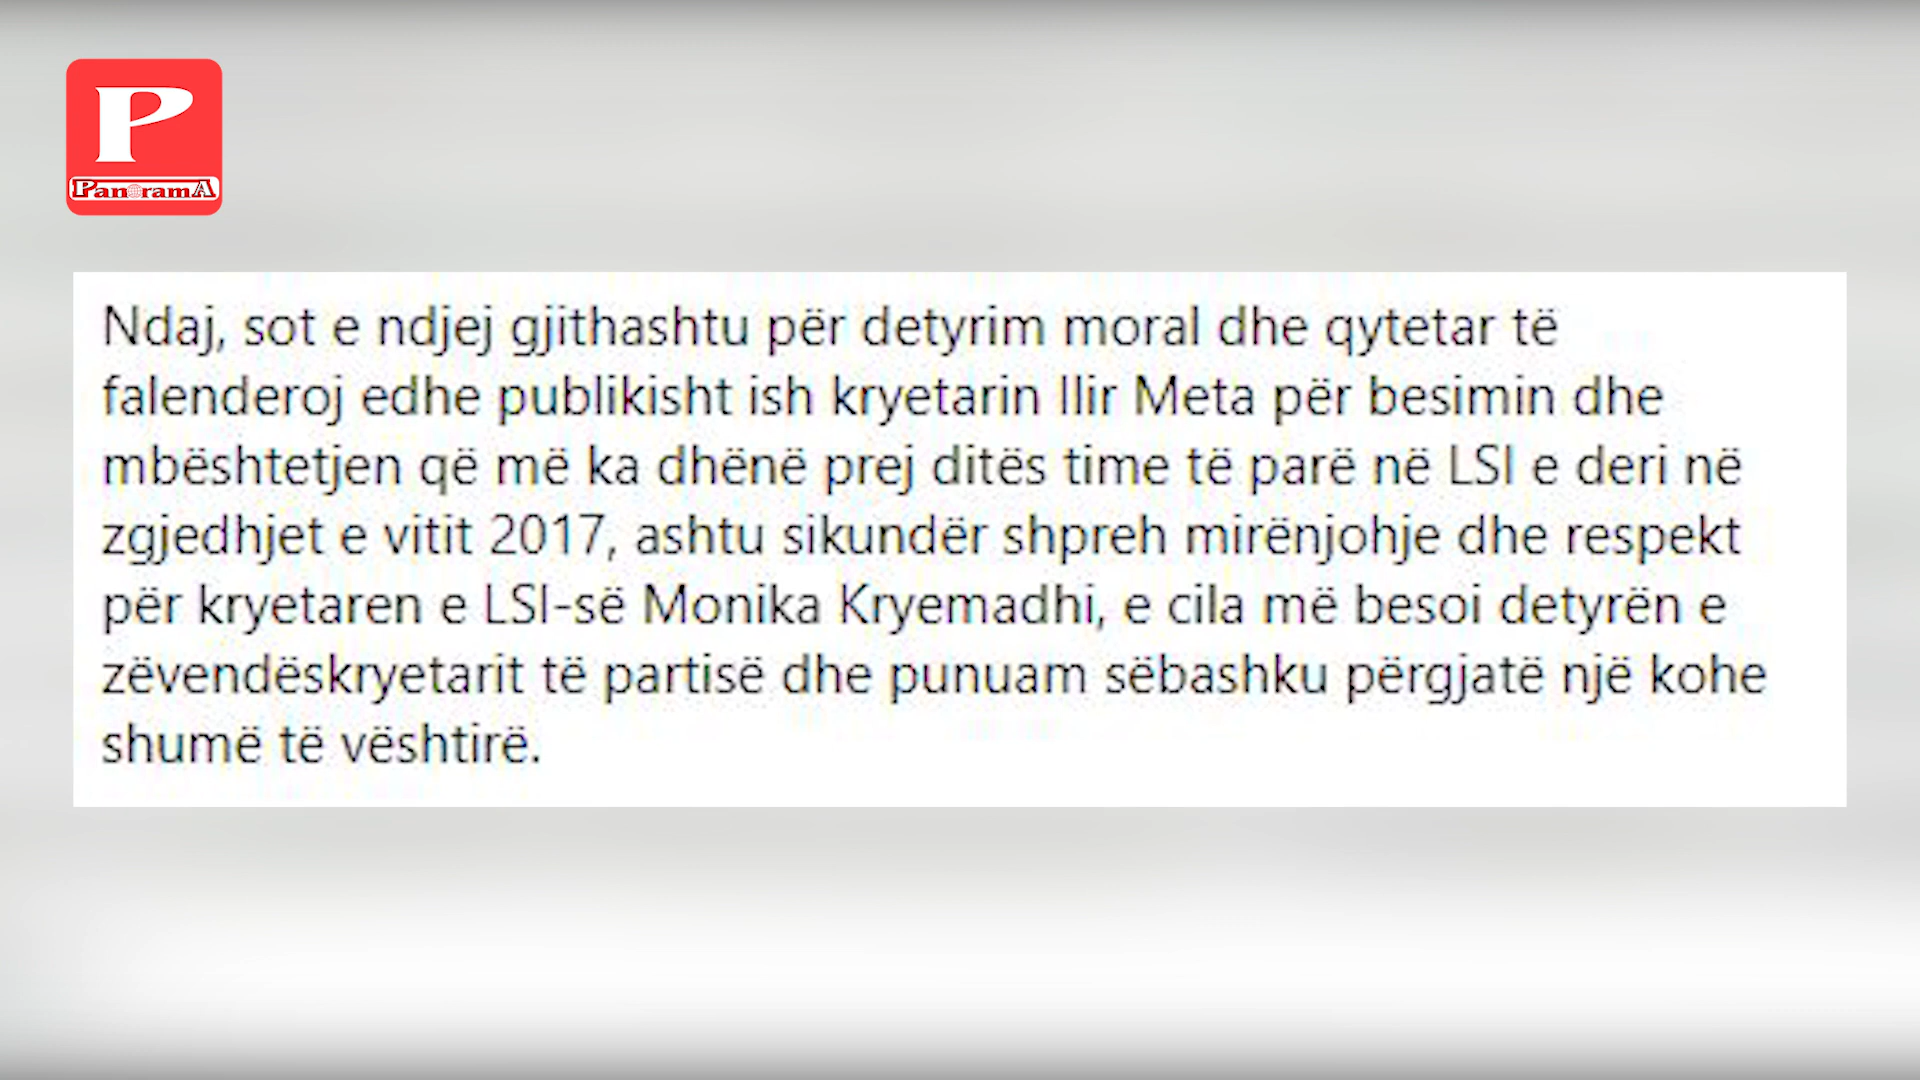 P
PanoramA
Ndaj, sot e ndjej gjithashtu për detyrim moral dhe qytetar të
falenderoj edhe publikisht ish kryetarin Ilir Meta për besimin dhe
mbështetjen që më ka dhënë prej ditës time të parë në LSI e deri në
zgjedhjet e vitit 2017, ashtu sikundër shpreh mirënjohje dhe respekt
për kryetaren e LSI-së Monika Kryemadhi, e cila më besoi detyrën e
zëvendëskryetarit të partisë dhe punuam sëbashku përgjatë një kohe
shumë të vështirë.